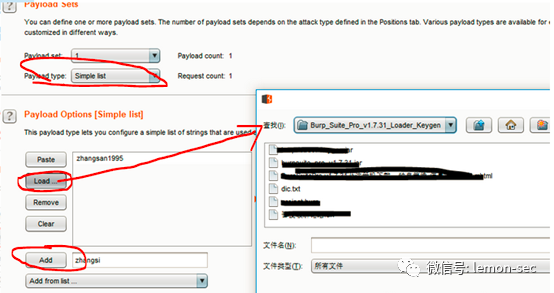 Payload Sets
You can define one or more payload sets. The number of payload sets depends on the attack type defined in the Positions tab. Various payload types are available for
customized in different ways.
Payload set: 1 Payload count: 1
Payload type: Simple list Request count: 1
Payload Options [Simple list]
This payload type lets you configure a simple list of strings that are used
Paste
zhangsan1995
Load ...
Remove
Clear
Add
zhangsi
Add from list ...
查找(I):
Burp_Suite_Pro_v1.7.31_Loader_Keygen
dic.txt
文件名(N):
文件类型(T):
所有文件
微信号: lemon-sec